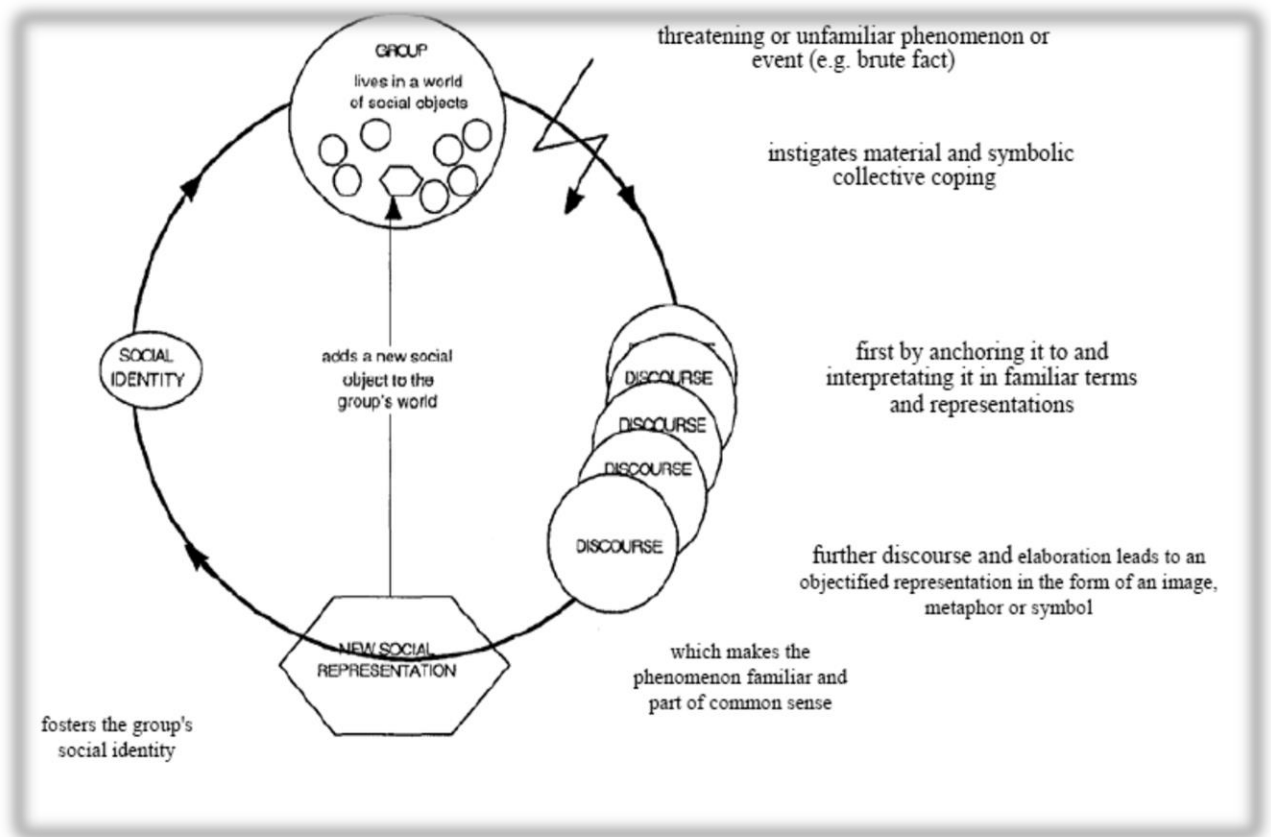 GROUP
lives in a world
of social objects
threatening or unfamiliar phenomenon or
event (e.g. brute fact)
instigates material and symbolic
collective coping
SOCIAL
IDENTITY
adds a new social
object to the
group's world
DISCOURSE
DISCOURSE
DISCOURSE
DISCOURSE
first by anchoring it to and
interpretating it in familiar terms
and representations
further discourse and elaboration leads to an
objectified representation in the form of an image,
metaphor or symbol
NEW SOCIAL
REPRESENTATION
which makes the
phenomenon familiar and
part of common sense
fosters the group's
social identity